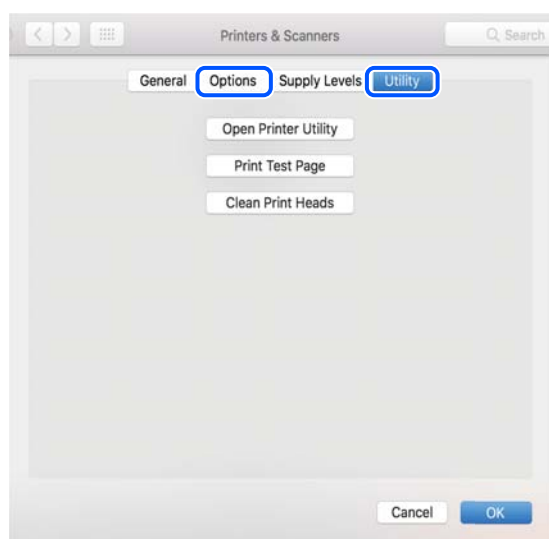 Printers & Scanners Search
General Options Supply Levels Utility
Open Printer Utility
Print Test Page
Clean Print Heads
Cancel OK